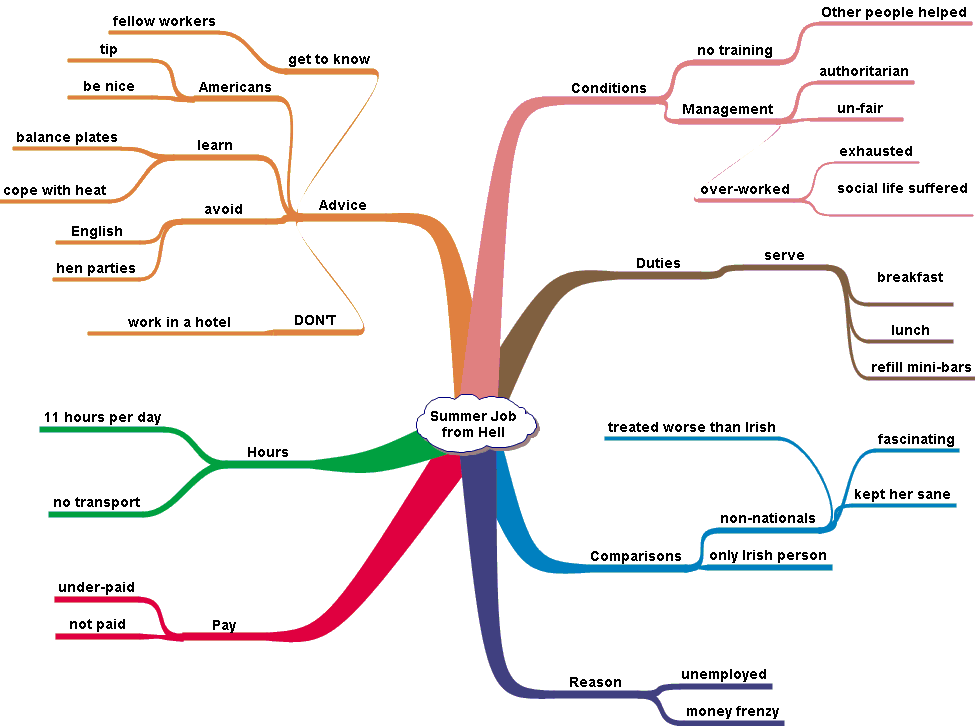 Summer Job
from Hell
Conditions
no training
Other people helped
Management
authoritarian
un-fair
over-worked
exhausted
social life suffered
Duties
serve
breakfast
lunch
refill mini-bars
Comparisons
non-nationals
treated worse than Irish
fascinating
kept her sane
only Irish person
Reason
unemployed
money frenzy
Pay
under-paid
not paid
Hours
11 hours per day
no transport
Advice
get to know
fellow workers
Americans
tip
be nice
learn
balance plates
cope with heat
avoid
English
hen parties
DON'T
work in a hotel